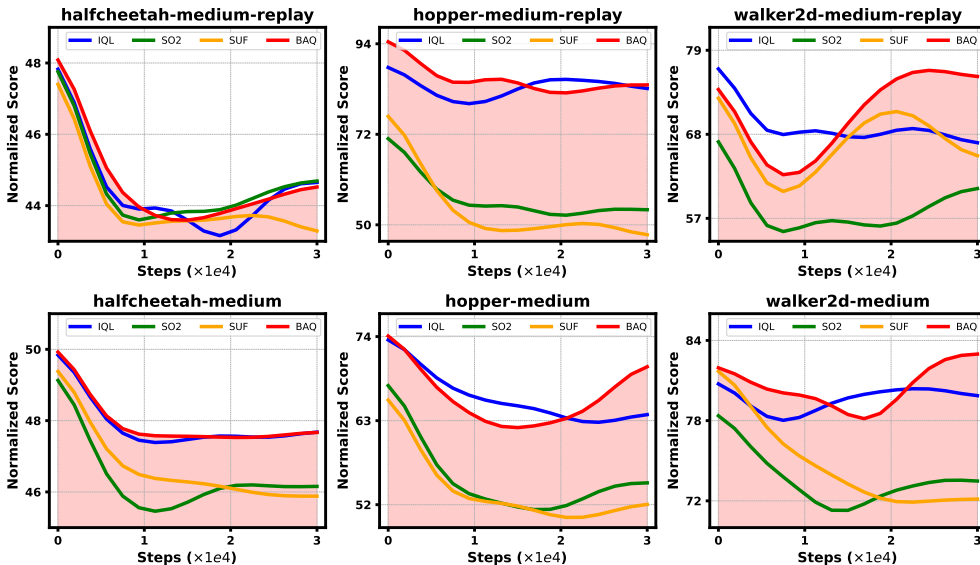 halfcheetah-medium-replay
IQL SO2 SUF BAQ
Normalized Score
48
46
44
0 1 2 3
Steps (×1e4)
hopper-medium-replay
IQL SO2 SUF BAQ
Normalized Score
94
72
50
0 1 2 3
Steps (×1e4)
walker2d-medium-replay
IQL SO2 SUF BAQ
Normalized Score
79
68
57
0 1 2 3
Steps (×1e4)
halfcheetah-medium
IQL SO2 SUF BAQ
Normalized Score
50
48
46
0 1 2 3
Steps (×1e4)
hopper-medium
IQL SO2 SUF BAQ
Normalized Score
74
63
52
0 1 2 3
Steps (×1e4)
walker2d-medium
IQL SO2 SUF BAQ
Normalized Score
84
78
72
0 1 2 3
Steps (×1e4)